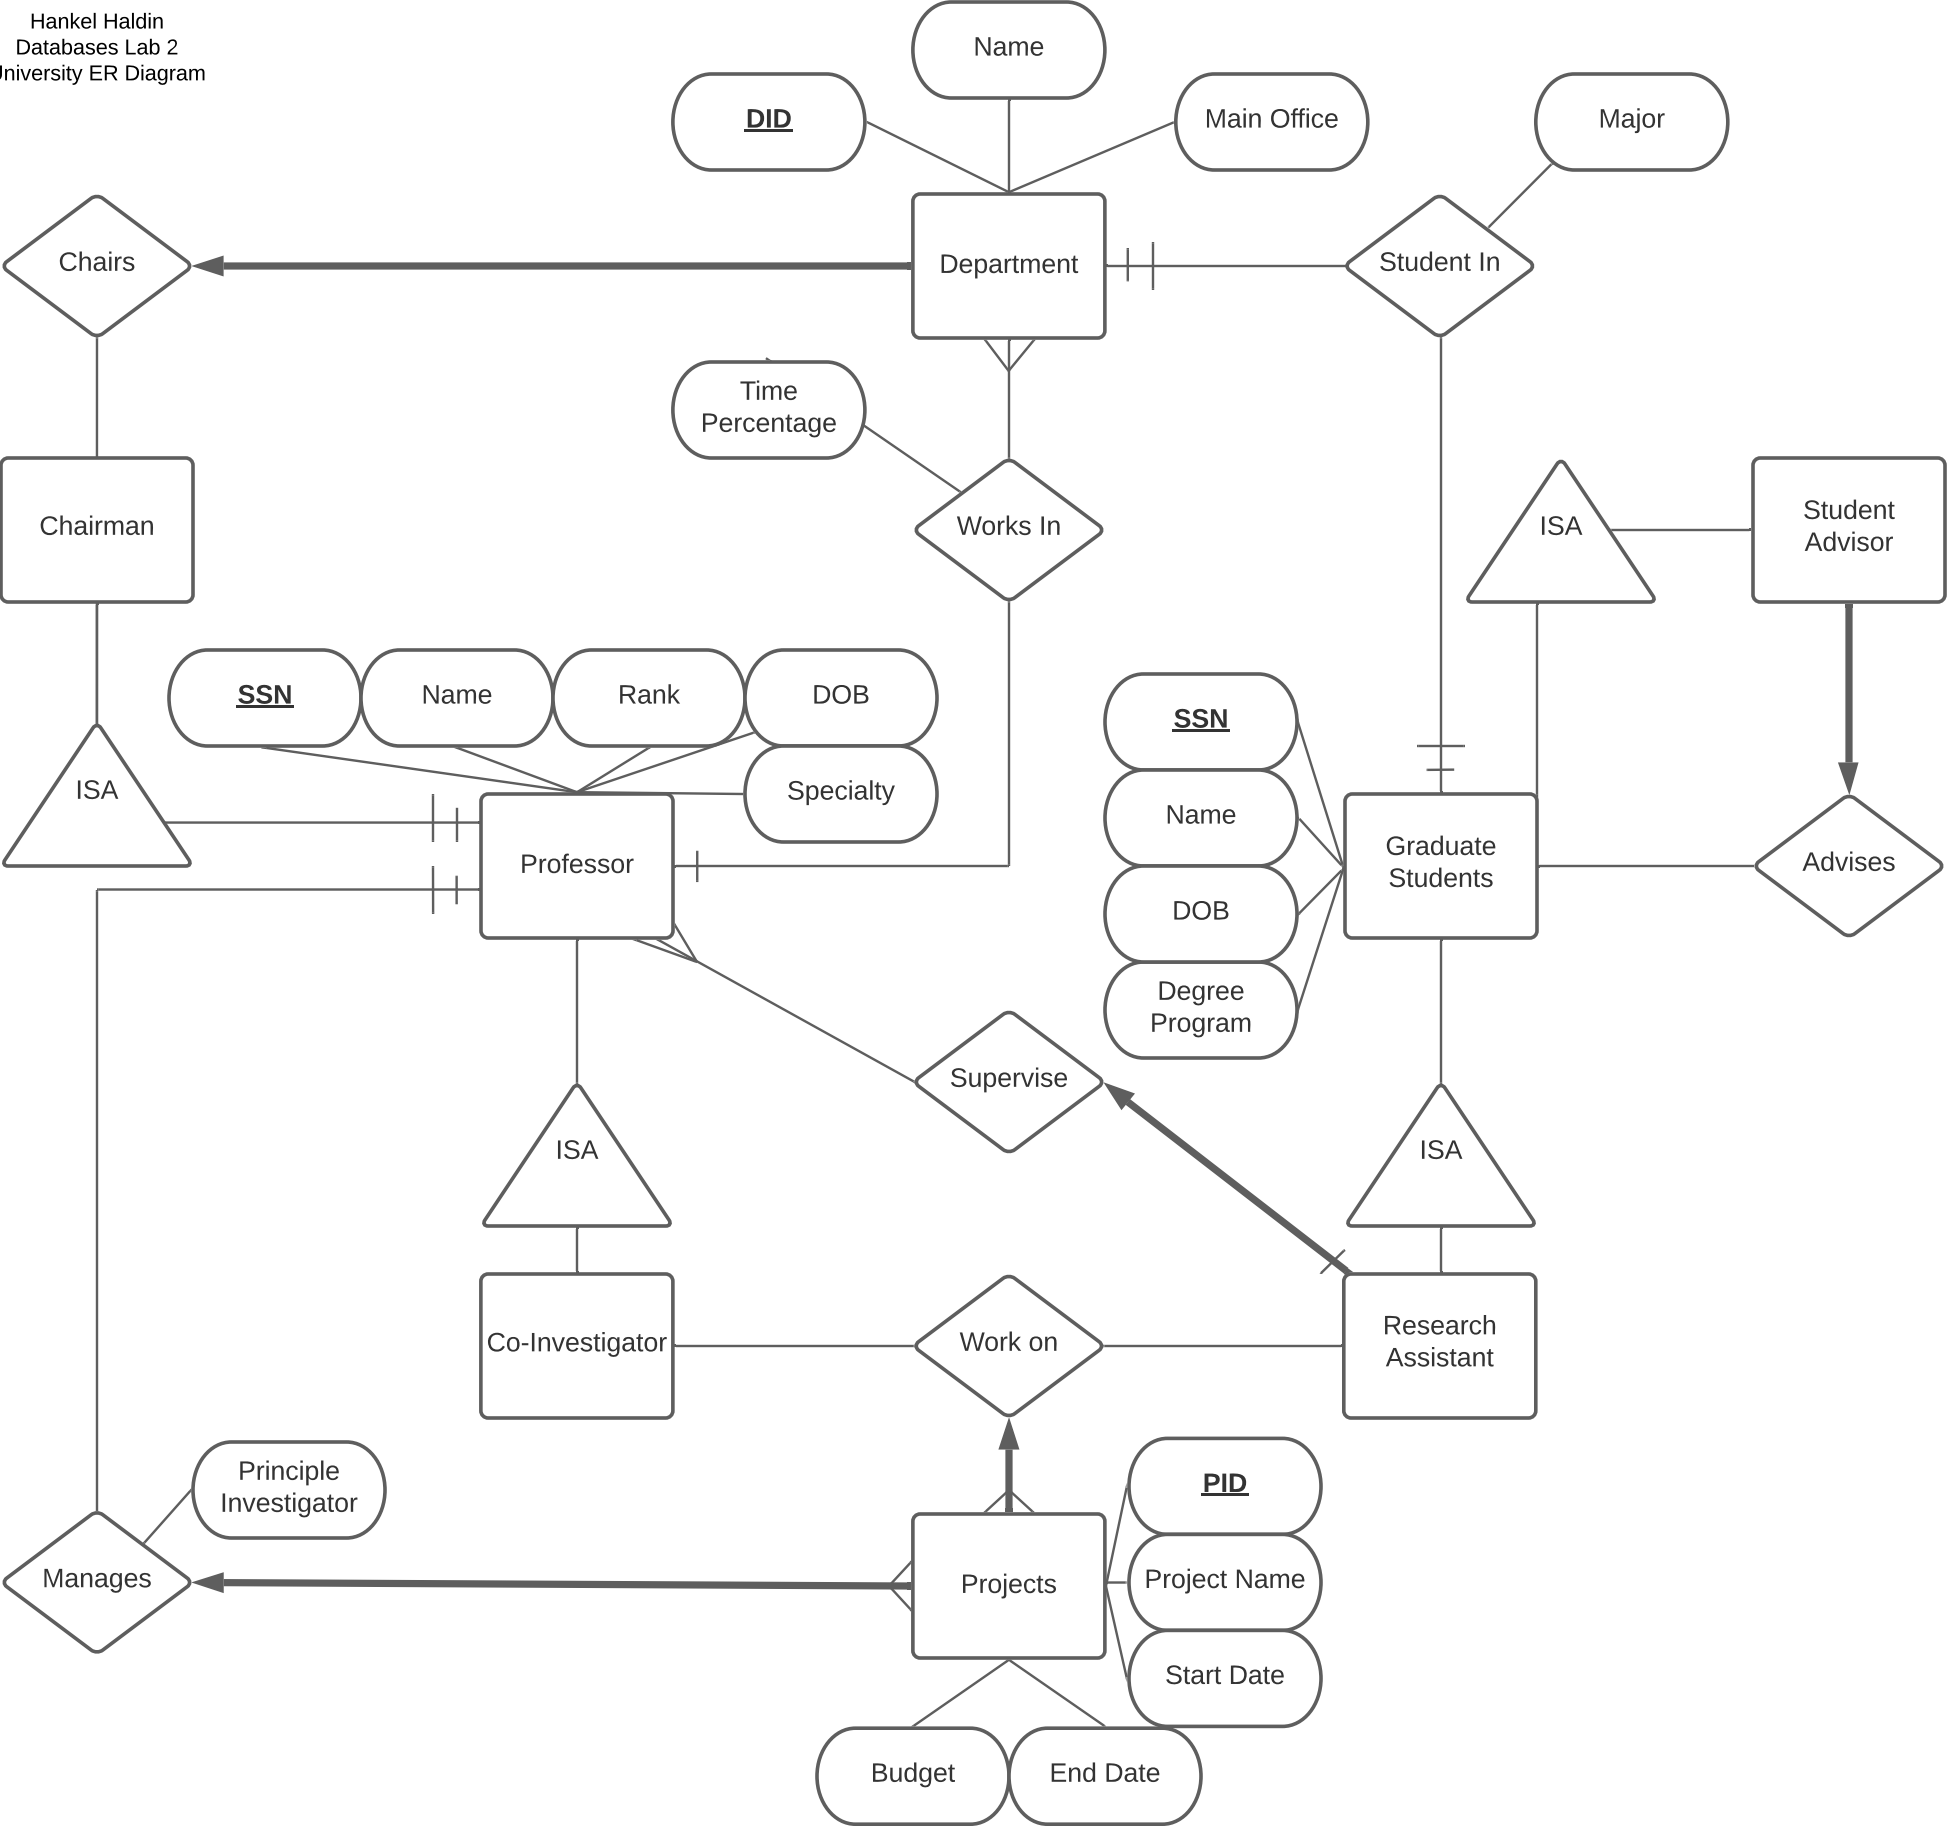 Hankel Haldin
Databases Lab 2
University ER Diagram
Name
DID
Main Office
Major
Chairs
Department
Student In
Time
Percentage
Chairman
Works In
ISA
Student
Advisor
SSN
Name
Rank
DOB
SSN
ISA
Specialty
Name
Professor
Graduate
Students
Advises
DOB
Degree
Program
Supervise
ISA
ISA
Co-Investigator
Work on
Research
Assistant
Principle
Investigator
PID
Manages
Projects
Project Name
Start Date
Budget
End Date